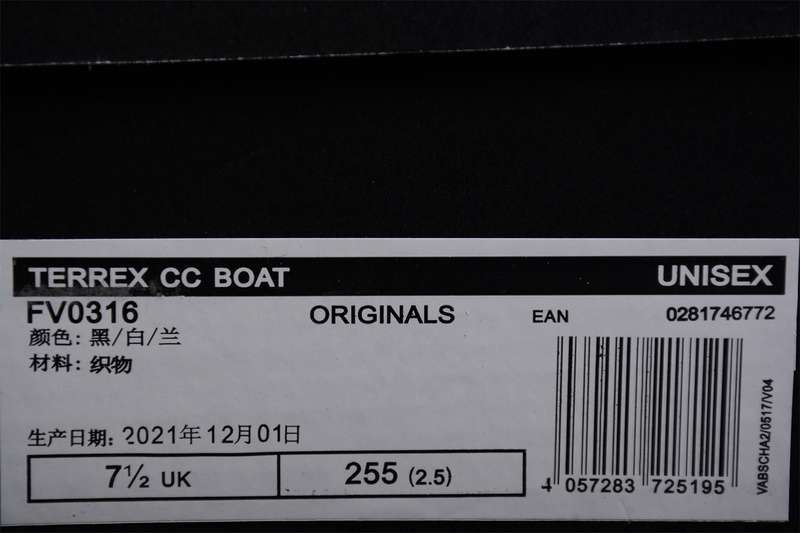 TERREX CC BOAT UNISEX
FV0316 ORIGINALS EAN 0281746772
颜色: 黑/白/兰
材料: 织物
生产日期: 2021年12月01日
7½ UK 255 (2.5)
4 057283 725195
VABSCHA2/0517/V04